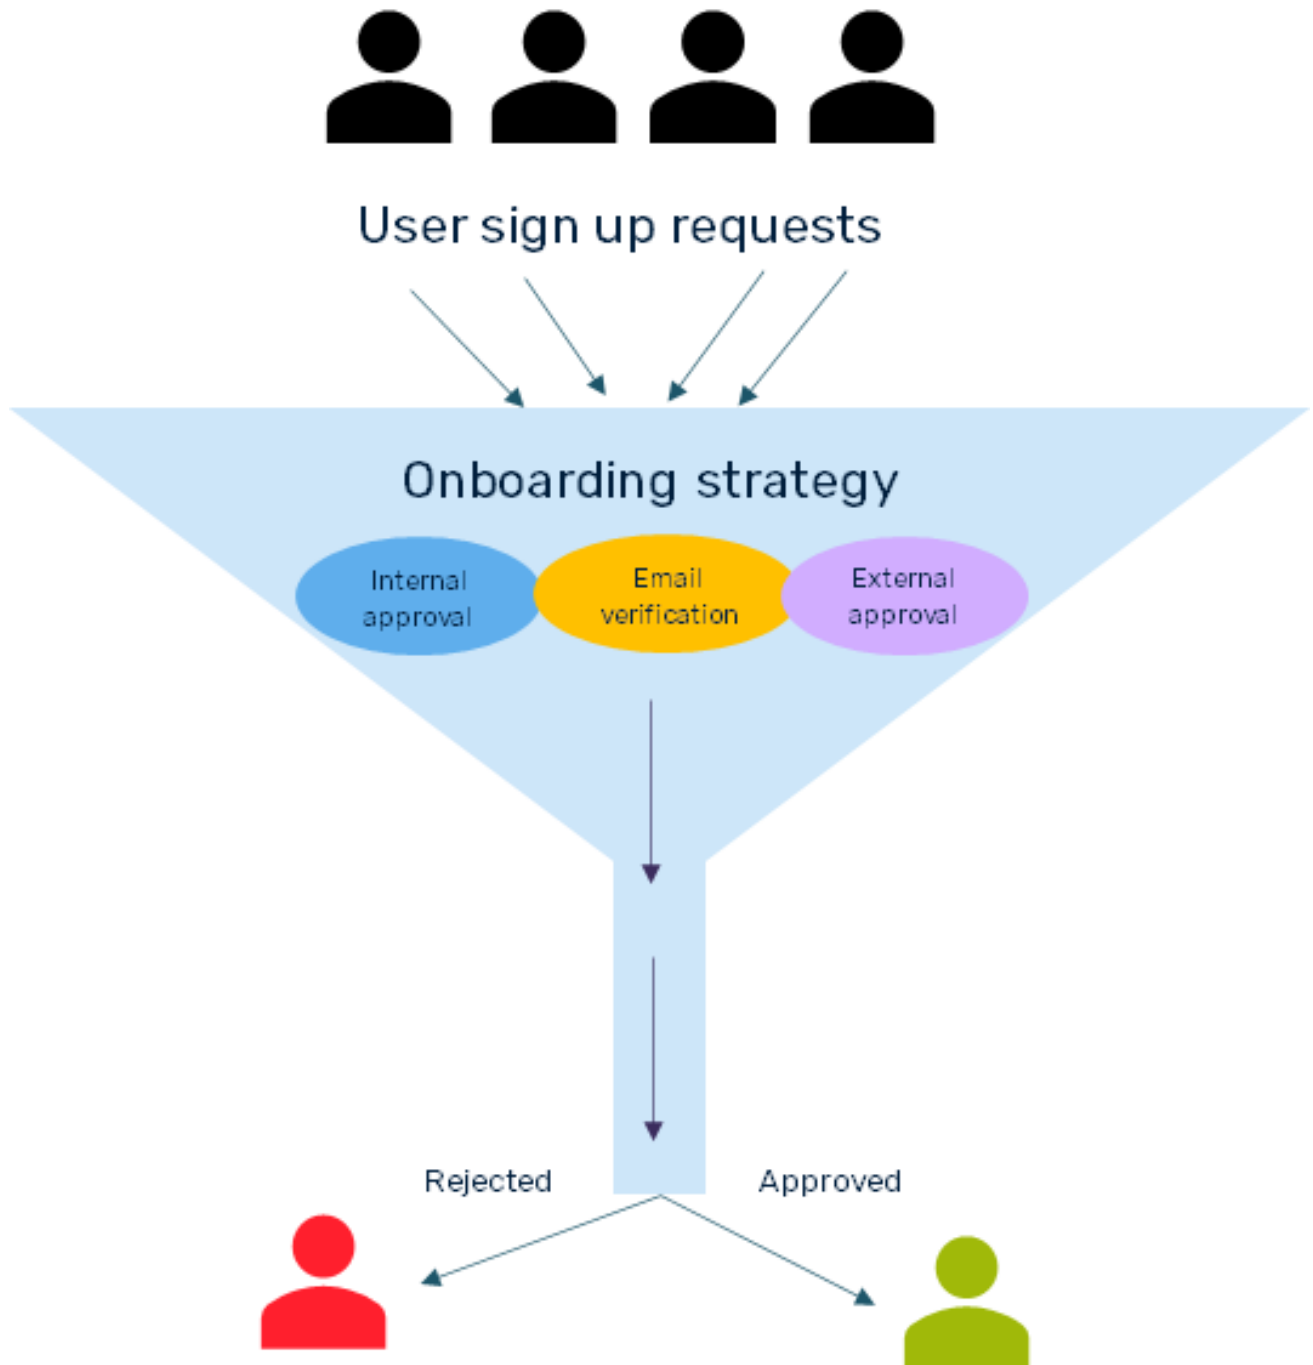 User sign up requests
Onboarding strategy
Internal
approval
Email
verification
External
approval
Rejected
Approved